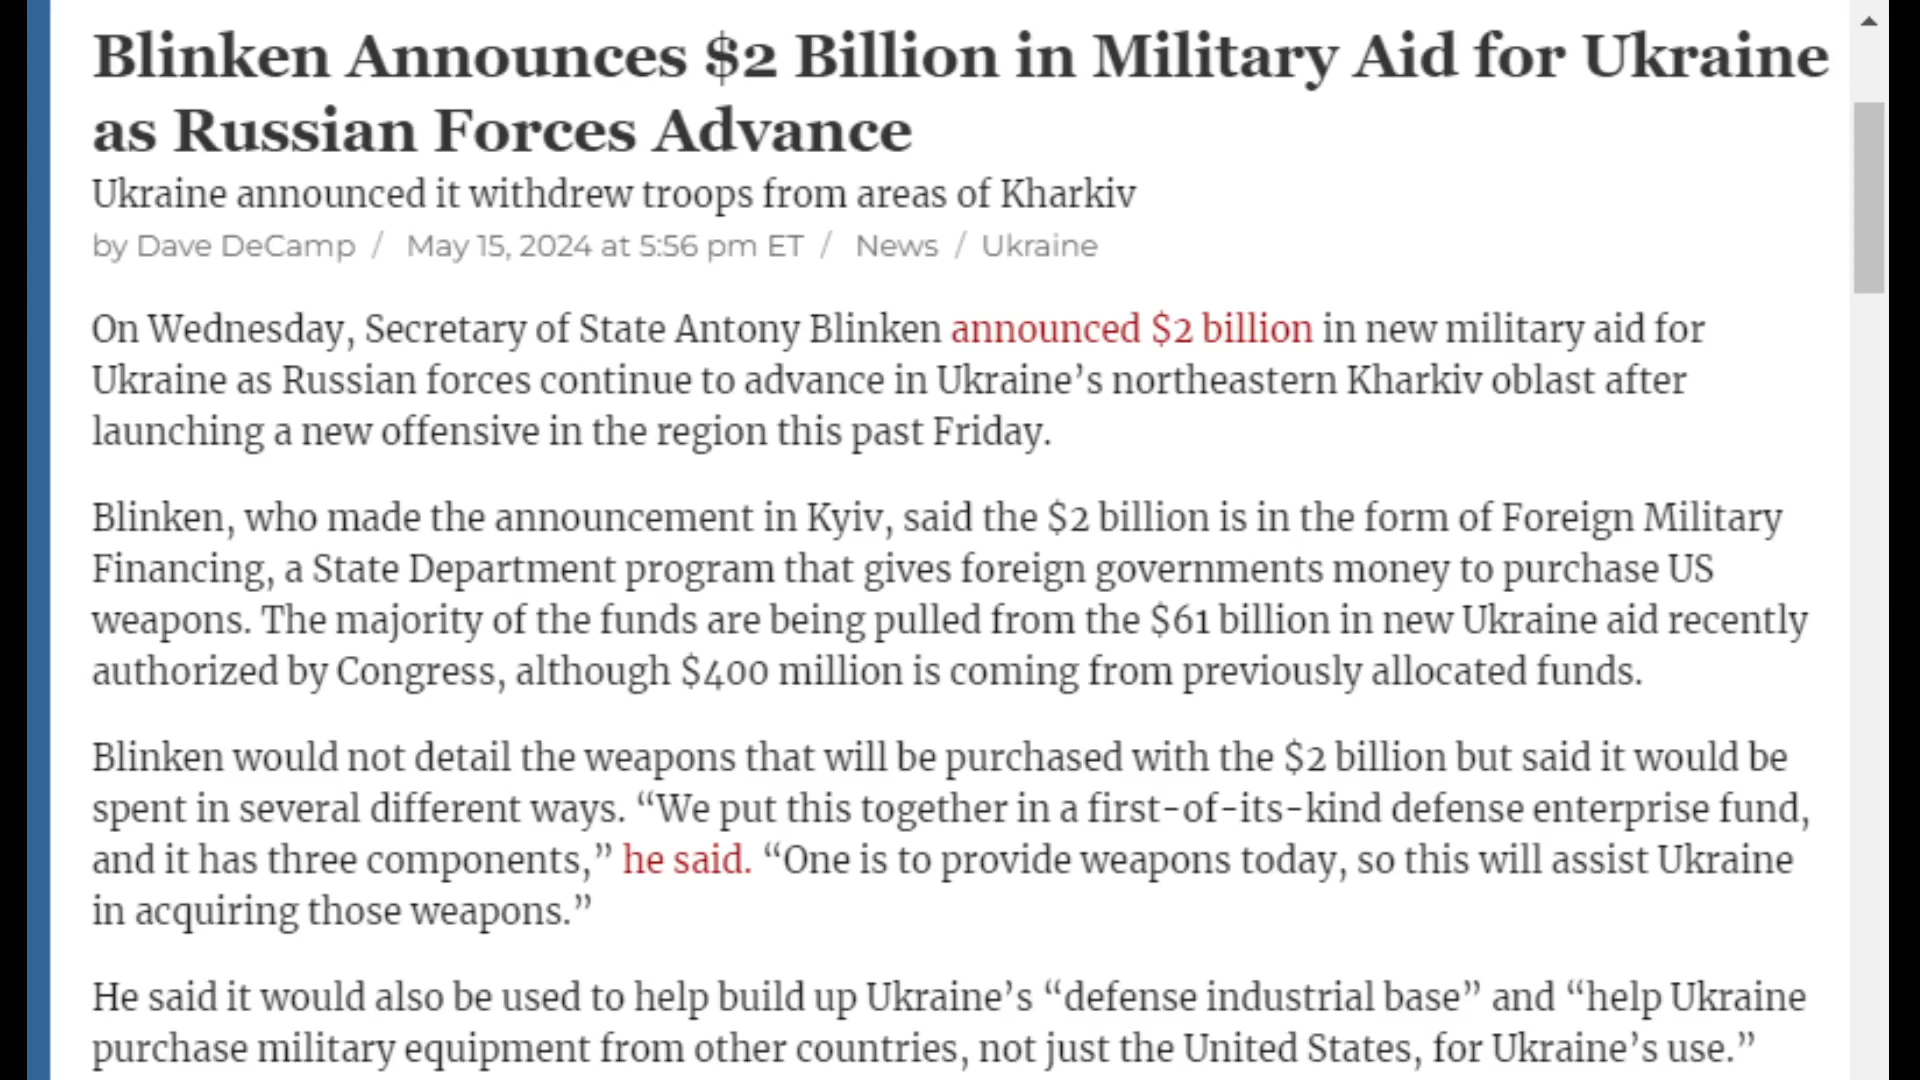 Blinken Announces $2 Billion in Military Aid for Ukraine
as Russian Forces Advance
Ukraine announced it withdrew troops from areas of Kharkiv
by Dave DeCamp / May 15, 2024 at 5:56 pm ET / News / Ukraine
On Wednesday, Secretary of State Antony Blinken announced $2 billion in new military aid for
Ukraine as Russian forces continue to advance in Ukraine’s northeastern Kharkiv oblast after
launching a new offensive in the region this past Friday.
Blinken, who made the announcement in Kyiv, said the $2 billion is in the form of Foreign Military
Financing, a State Department program that gives foreign governments money to purchase US
weapons. The majority of the funds are being pulled from the $61 billion in new Ukraine aid recently
authorized by Congress, although $400 million is coming from previously allocated funds.
Blinken would not detail the weapons that will be purchased with the $2 billion but said it would be
spent in several different ways. “We put this together in a first-of-its-kind defense enterprise fund,
and it has three components,” he said. “One is to provide weapons today, so this will assist Ukraine
in acquiring those weapons.”
He said it would also be used to help build up Ukraine’s “defense industrial base” and “help Ukraine
purchase military equipment from other countries, not just the United States, for Ukraine’s use.”